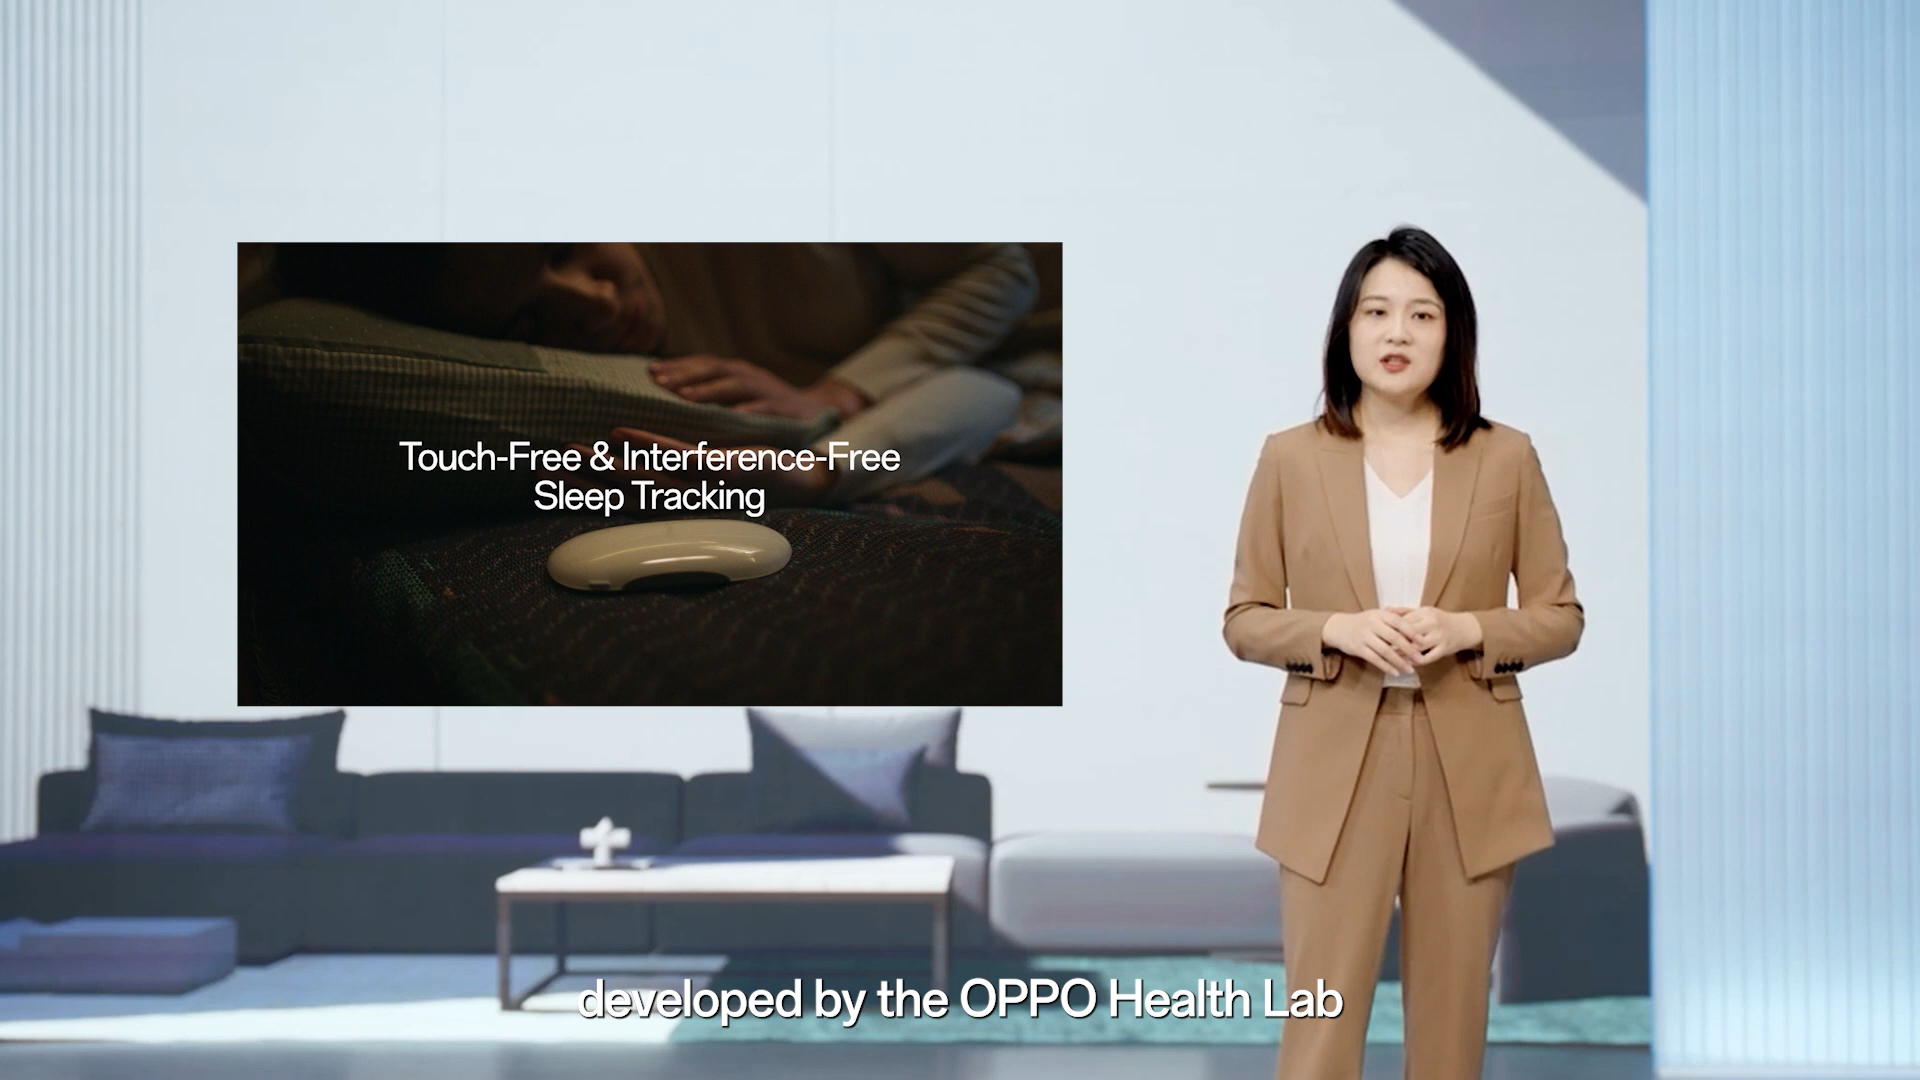 Touch-Free & Interference-Free
Sleep Tracking
developed by the OPPO Health Lab